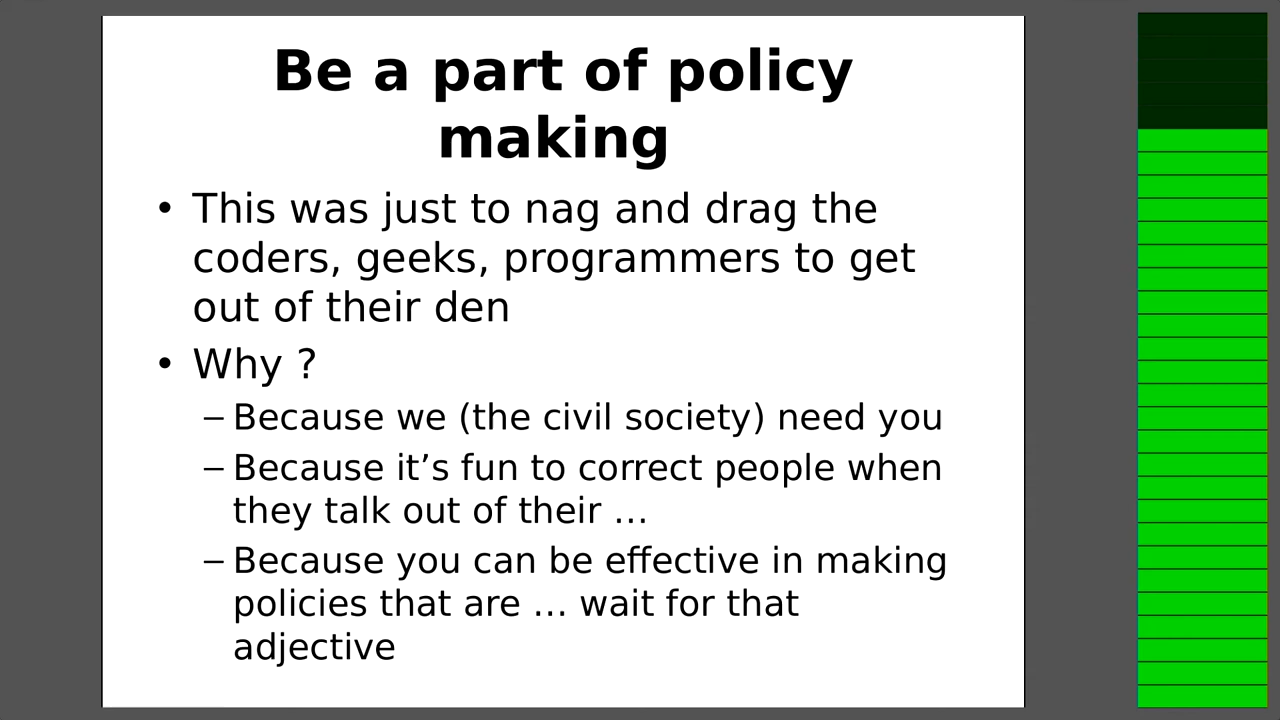 Be a part of policy
making
• This was just to nag and drag the
coders, geeks, programmers to get
out of their den
• Why ?
– Because we (the civil society) need you
– Because it’s fun to correct people when
they talk out of their …
– Because you can be effective in making
policies that are … wait for that
adjective